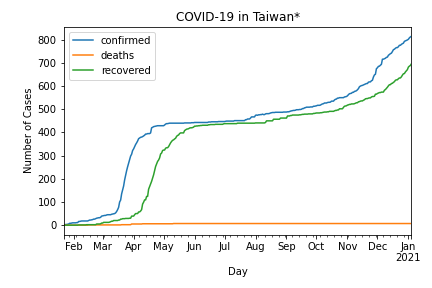 COVID-19 in Taiwan*
confirmed
deaths
recovered
Number of Cases
800
700
600
500
400
300
200
100
0
Feb Mar Apr May Jun Jul Aug Sep Oct Nov Dec Jan
2021
Day